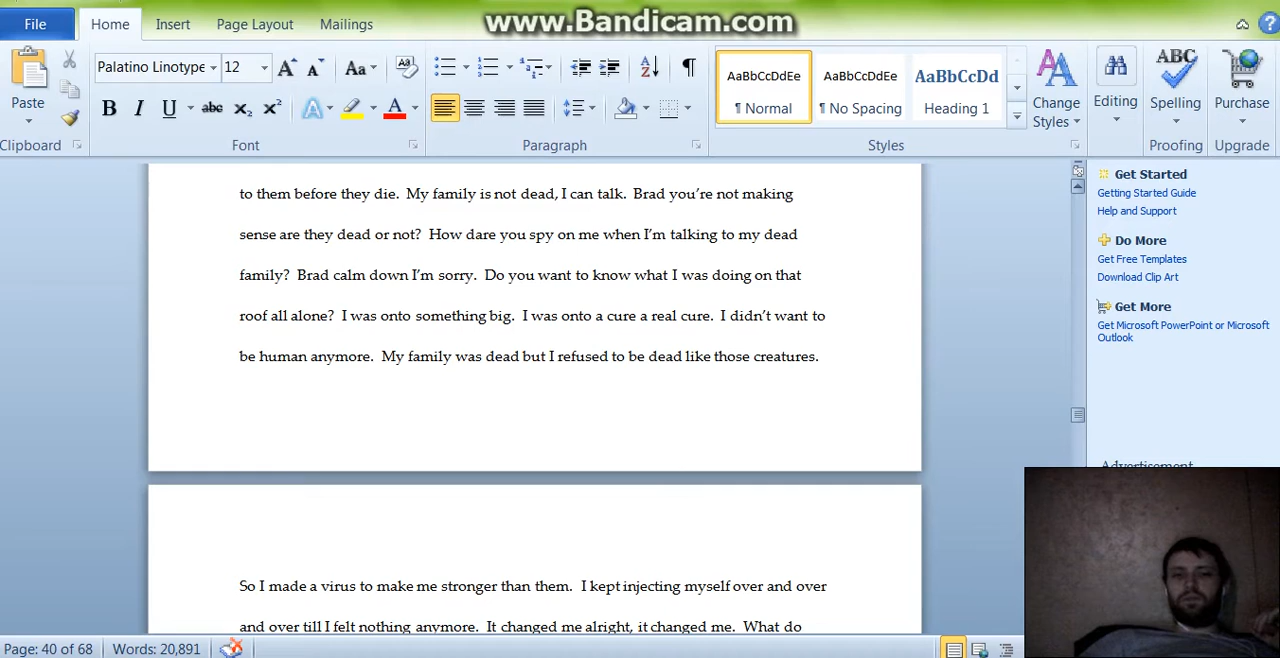 www.Bandicam.com
File Home Insert Page Layout Mailings
Palatino Linotype 12 Aa AaBbCcDdEe AaBbCcDdEe AaBbCcDd ABC
Paste B I U abc X₂ X² A ¶ Normal ¶ No Spacing Heading 1 Change Styles Editing Spelling Purchase
Clipboard Font Paragraph Styles Proofing Upgrade
to them before they die. My family is not dead, I can talk. Brad you’re not making
sense are they dead or not? How dare you spy on me when I’m talking to my dead
family? Brad calm down I’m sorry. Do you want to know what I was doing on that
roof all alone? I was onto something big. I was onto a cure a real cure. I didn’t want to
be human anymore. My family was dead but I refused to be dead like those creatures.
So I made a virus to make me stronger than them. I kept injecting myself over and over
and over till I felt nothing anymore. It changed me alright, it changed me. What do
Get Started
Getting Started Guide
Help and Support
Do More
Get Free Templates
Download Clip Art
Get More
Get Microsoft PowerPoint or Microsoft
Outlook
Advertisement
Page: 40 of 68 Words: 20,891